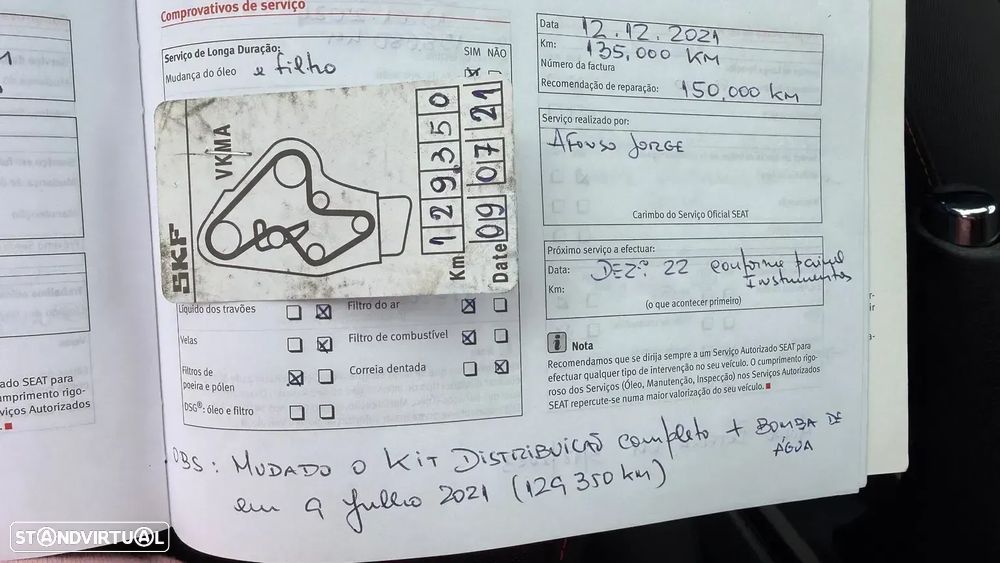 Comprovativos de serviço
Serviço de Longa Duração:
SIM NÃO
Mudança do óleo e filtro
SKF
VKMA
Km 129.350
Date 09 07 21
Líquido dos travões
Velas
Filtros de
poeira e pólen
DSG®: óleo e filtro
Filtro do ar
Filtro de combustível
Correia dentada
Data 12.12.2021
Km: 135,000 KM
Número da factura
Recomendação de reparação: 150,000 KM
Serviço realizado por:
AFONSO JORGE
Carimbo do Serviço Oficial SEAT
Próximo serviço a efectuar:
Data: DEZº 22 conforme painel
Instrumentos
Km:
(o que acontecer primeiro)
i Nota
Recomendamos que se dirija sempre a um Serviço Autorizado SEAT para
efectuar qualquer tipo de intervenção no seu veículo. O cumprimento rigo-
roso dos Serviços (Óleo, Manutenção, Inspecção) nos Serviços Autorizados
SEAT repercute-se numa maior valorização do seu veículo.
OBS: MUDADO O KIT DISTRIBUIÇÃO completo + BOMBA DE
ÁGUA
em 9 Julho 2021 (129 350 km)
ado SEAT para
umprimento rigo-
viços Autorizados
STANDVIRTUAL